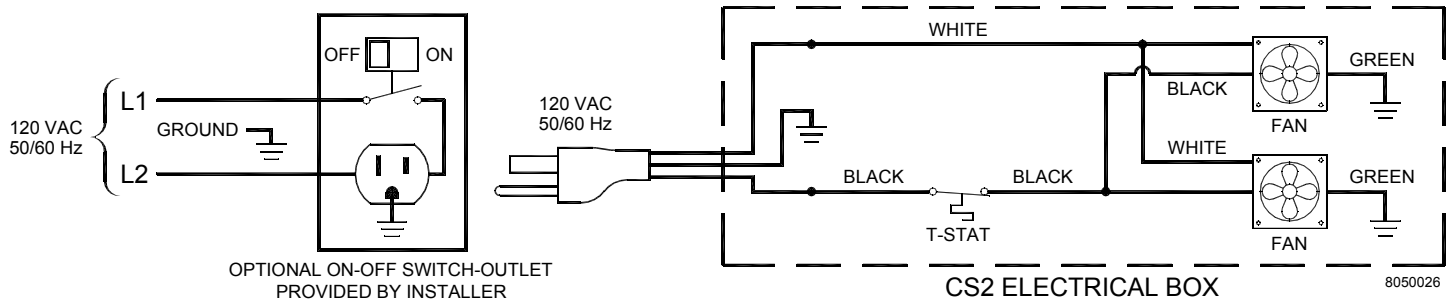 OFF
ON
L1
120 VAC
50/60 Hz
GROUND
L2
OPTIONAL ON-OFF SWITCH-OUTLET
PROVIDED BY INSTALLER
120 VAC
50/60 Hz
WHITE
GREEN
BLACK
FAN
WHITE
BLACK
BLACK
GREEN
T-STAT
FAN
CS2 ELECTRICAL BOX
8050026